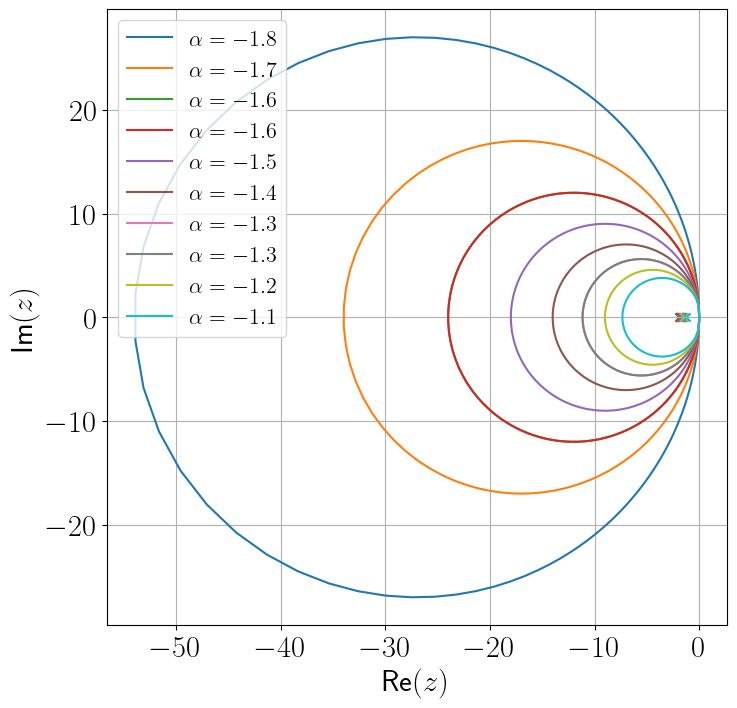 α = −1.8
α = −1.7
α = −1.6
α = −1.6
α = −1.5
α = −1.4
α = −1.3
α = −1.3
α = −1.2
α = −1.1
20
10
0
−10
−20
Im(z)
−50 −40 −30 −20 −10 0
Re(z)